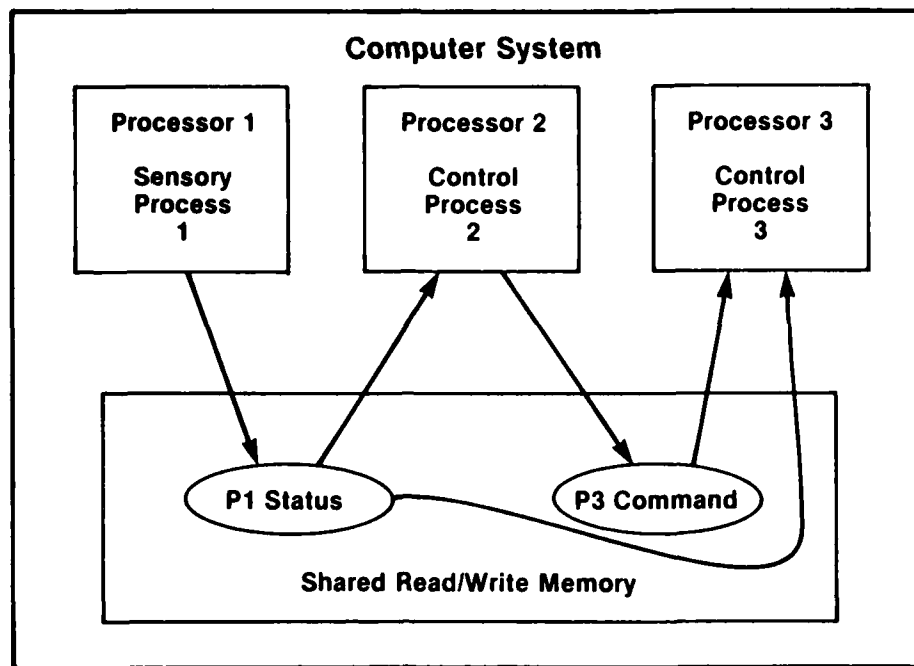 Computer System
Processor 1
Sensory
Process
1
Processor 2
Control
Process
2
Processor 3
Control
Process
3
P1 Status
P3 Command
Shared Read/Write Memory